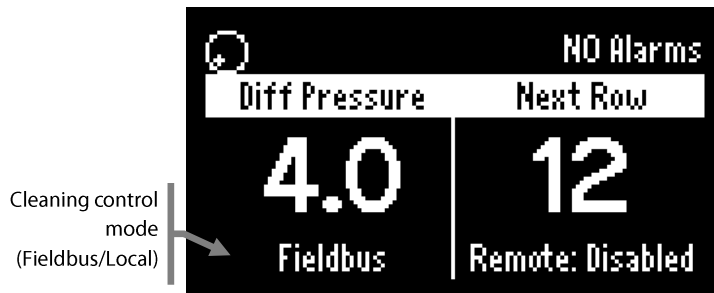 NO Alarms
Diff Pressure Next Row
4.0 12
Cleaning control
mode
(Fieldbus/Local)
Fieldbus Remote: Disabled